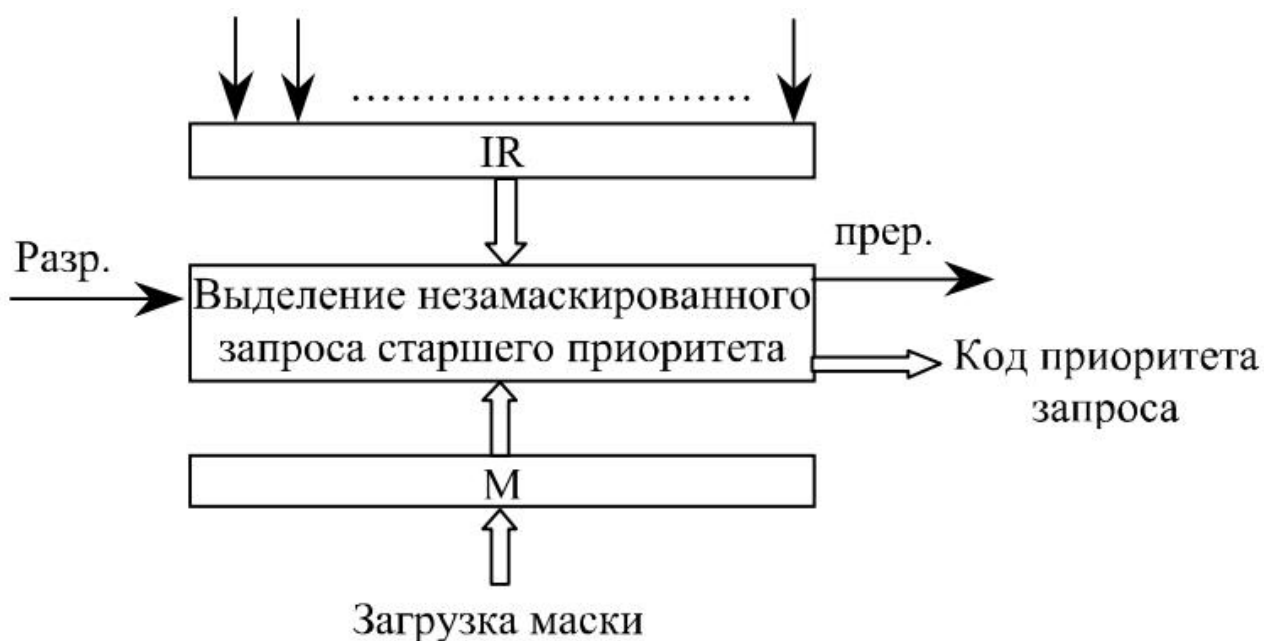 IR
прер.
Разр.
Выделение незамаскированного
запроса старшего приоритета
Код приоритета
запроса
М
Загрузка маски